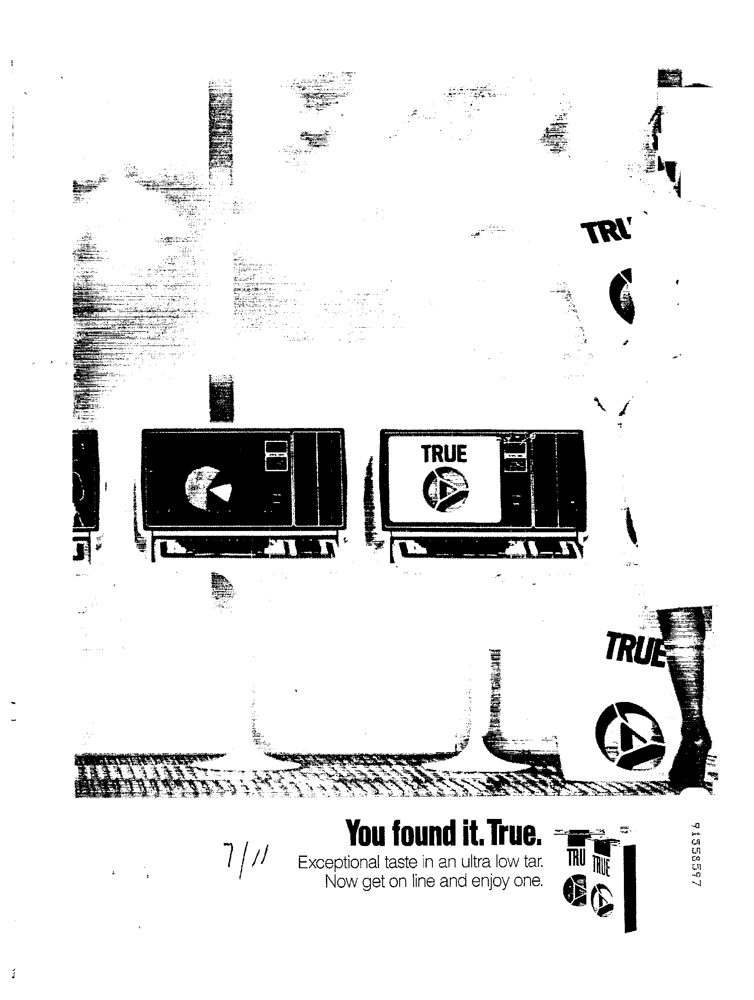 TRU
TRUE
TRUE
You found it. True.
Exceptional taste in an ultra low tar.
Now get on line and enjoy one.
7/11
TRU
TRUE
91558597